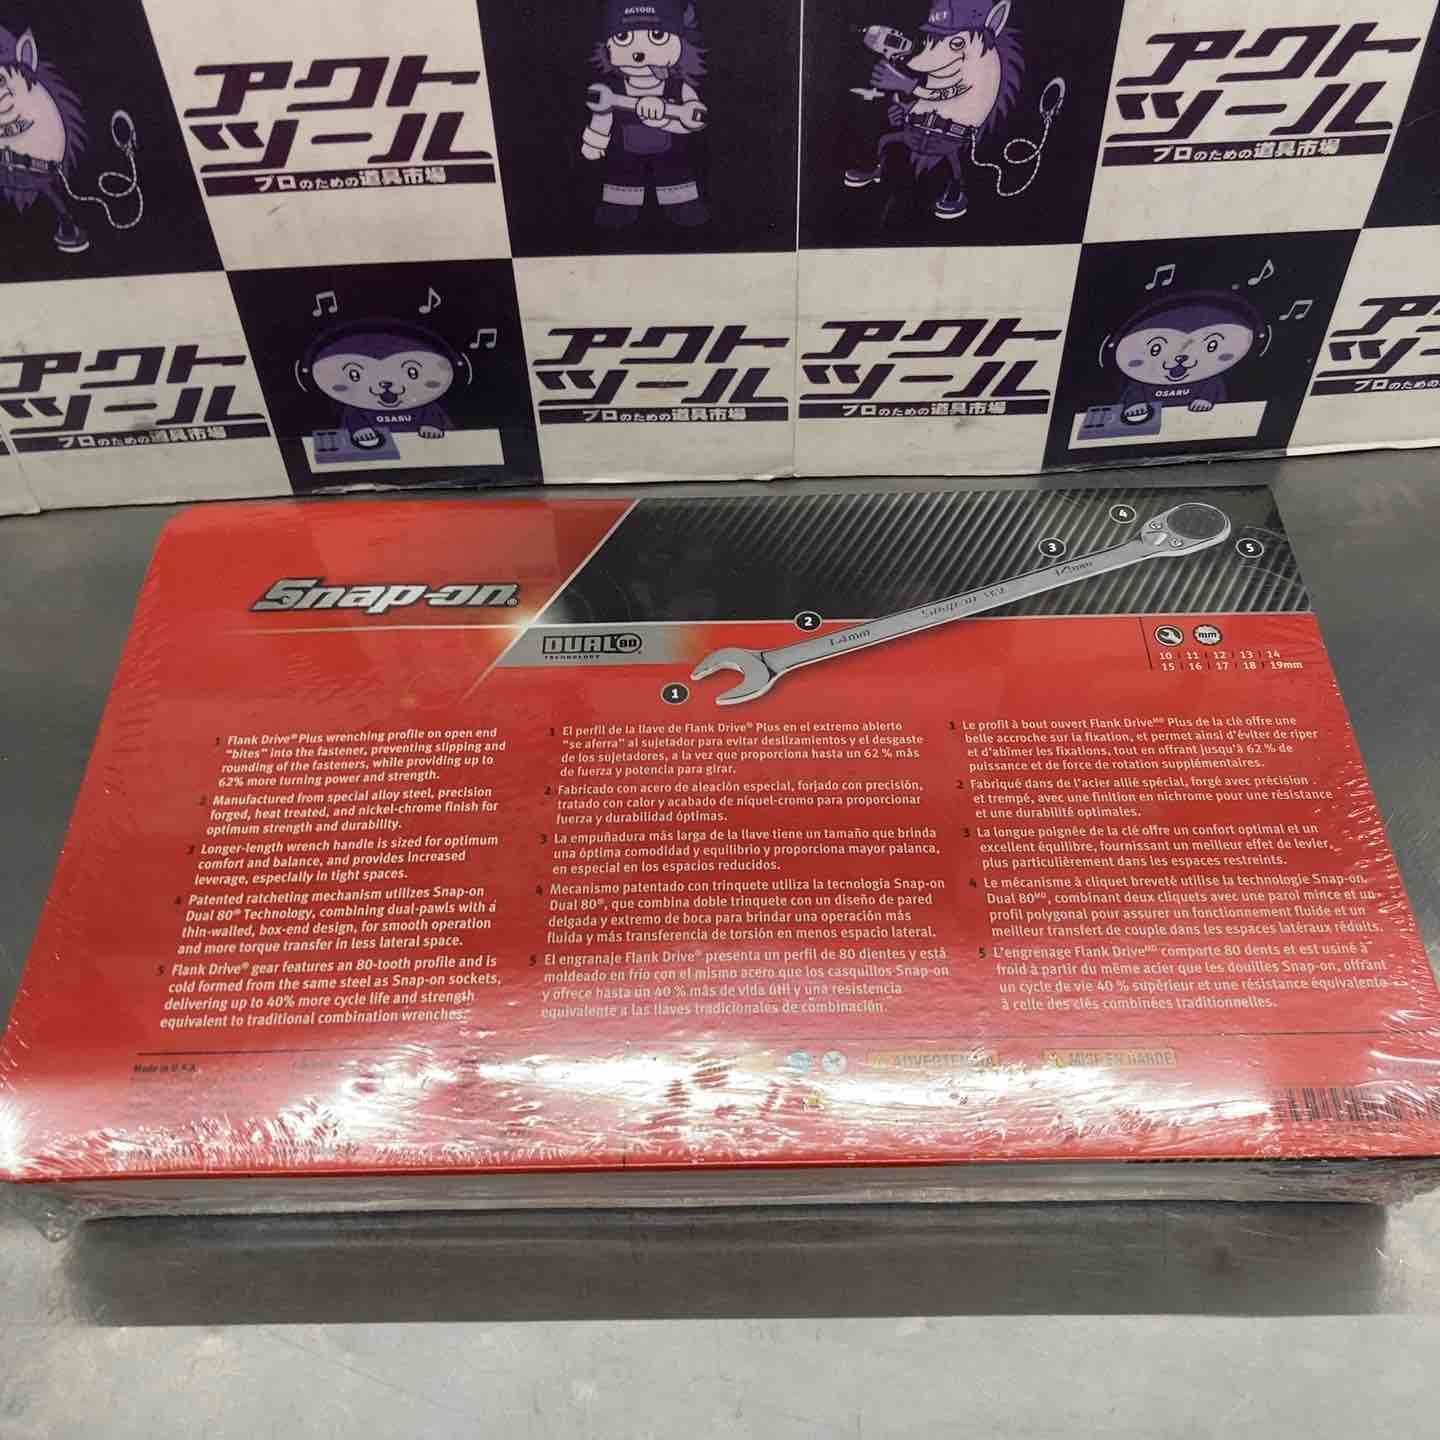 AGTOOL
ACT
アクト
ツール
プロのための道具市場
アクト
ツール
プロのための道具市場
アクト
ツール
プロのための道具市場
OSARU
アクト
ツール
プロのための道具市場
アクト
ツール
プロのための道具市場
OSARU
アクト
ツール
プロのための
Snap-on®
DUAL 80®
TECHNOLOGY
14mm
Snap-on
14mm
1
2
3
4
5
mm
10 11 12 13 14
15 16 17 18 19mm
1 Flank Drive® Plus wrenching profile on open end
"bites" into the fastener, preventing slipping and
rounding of the fasteners, while providing up to
62% more turning power and strength.
2 Manufactured from special alloy steel, precision
forged, heat treated, and nickel-chrome finish for
optimum strength and durability.
3 Longer-length wrench handle is sized for optimum
comfort and balance, and provides increased
leverage, especially in tight spaces.
4 Patented ratcheting mechanism utilizes Snap-on
Dual 80® Technology, combining dual-pawls with a
thin-walled, box-end design, for smooth operation
and more torque transfer in less lateral space.
5 Flank Drive® gear features an 80-tooth profile and is
cold formed from the same steel as Snap-on sockets,
delivering up to 40% more cycle life and strength
equivalent to traditional combination wrenches.
1 El perfil de la llave de Flank Drive® Plus en el extremo abierto
"se aferra" al sujetador para evitar deslizamientos y el desgaste
de los sujetadores, a la vez que proporciona hasta un 62 % más
de fuerza y potencia para girar.
2 Fabricado con acero de aleación especial, forjado con precisión,
tratado con calor y acabado de níquel-cromo para proporcionar
fuerza y durabilidad óptimas.
3 La empuñadura más larga de la llave tiene un tamaño que brinda
una óptima comodidad y equilibrio y proporciona mayor palanca,
en especial en los espacios reducidos.
4 Mecanismo patentado con trinquete utiliza la tecnología Snap-on
Dual 80®, que combina doble trinquete con un diseño de pared
delgada y extremo de boca para brindar una operación más
fluida y más transferencia de torsión en menos espacio lateral.
5 El engranaje Flank Drive® presenta un perfil de 80 dientes y está
moldeado en frío con el mismo acero que los casquillos Snap-on
y ofrece hasta un 40 % más de vida útil y una resistencia
equivalente a las llaves tradicionales de combinación.
1 Le profil à bout ouvert Flank Driveᴹᴰ Plus de la clé offre une
belle accroche sur la fixation, et permet ainsi d'éviter de riper
et d'abîmer les fixations, tout en offrant jusqu'à 62 % de
puissance et de force de rotation supplémentaires.
2 Fabriqué dans de l'acier allié spécial, forgé avec précision
et trempé, avec une finition en nichrome pour une résistance
et une durabilité optimales.
3 La longue poignée de la clé offre un confort optimal et un
excellent équilibre, fournissant un meilleur effet de levier,
plus particulièrement dans les espaces restreints.
4 Le mécanisme à cliquet breveté utilise la technologie Snap-on,
Dual 80ᴹᴰ, combinant deux cliquets avec une paroi mince et un
profil polygonal pour assurer un fonctionnement fluide et un
meilleur transfert de couple dans les espaces latéraux réduits.
5 L'engrenage Flank Driveᴹᴰ comporte 80 dents et est usiné à
froid à partir du même acier que les douilles Snap-on, offrant
un cycle de vie 40 % supérieur et une résistance équivalente
à celle des clés combinées traditionnelles.
Made in U.S.A.
ADVERTENCIA
MISE EN GARDE